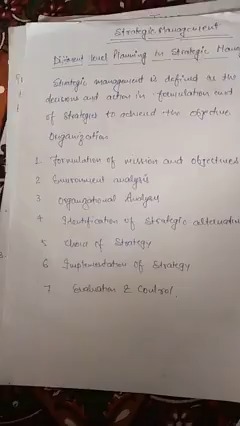 Strategic Management
Different level Planning In Strategic Mana
Strategic management is defined as the
decisions and action in formulation and
of strategies to achieved the objective
Organization
1 Formulation of mission and objectives
2 Environment analysis
3 Organizational Analysis
4 Identification of Strategic alternativ
5 Choice of Strategy
6 Implementation of Strategy
7 Evaluation & Control.